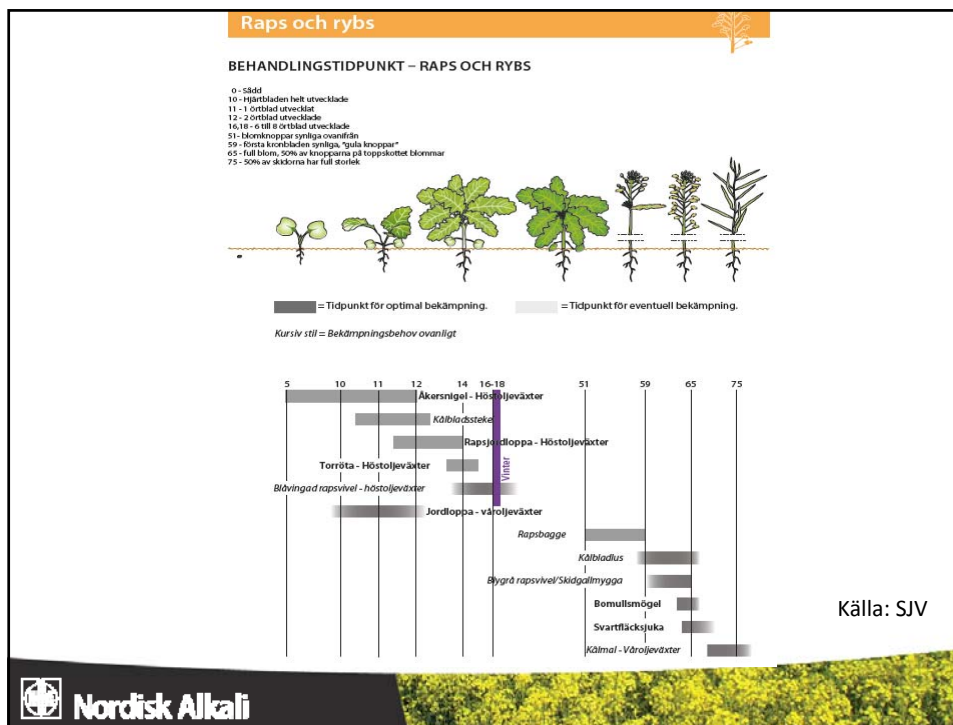 Raps och rybs
BEHANDLINGSTIDPUNKT – RAPS OCH RYBS
0 - Sådd
10 - Hjärtbladen helt utvecklade
11 - 1 örtblad utvecklat
12 - 2 örtblad utvecklade
16,18 - 6 till 8 örtblad utvecklade
51 - blomknoppar synliga ovanifrån
59 - första kronbladen synliga, "gula knoppar"
65 - full blom, 50% av knopparna på toppskottet blommar
75 - 50% av skidorna har full storlek
= Tidpunkt för optimal bekämpning. = Tidpunkt för eventuell bekämpning.
Kursiv stil = Bekämpningsbehov ovanligt
5 10 11 12 14 16-18 51 59 65 75
Åkersnigel - Höstoljeväxter
Kålbladssteke
Rapsjordloppa - Höstoljeväxter
Torröta - Höstoljeväxter
Vinter
Blåvingad rapsvivel - höstoljeväxter
Jordloppa - våroljeväxter
Rapsbagge
Kålbladlus
Blygrå rapsvivel/Skidgallmygga
Bomullsmögel
Källa: SJV
Svartfläcksjuka
Kålmal - Våroljeväxter
Nordisk Alkali